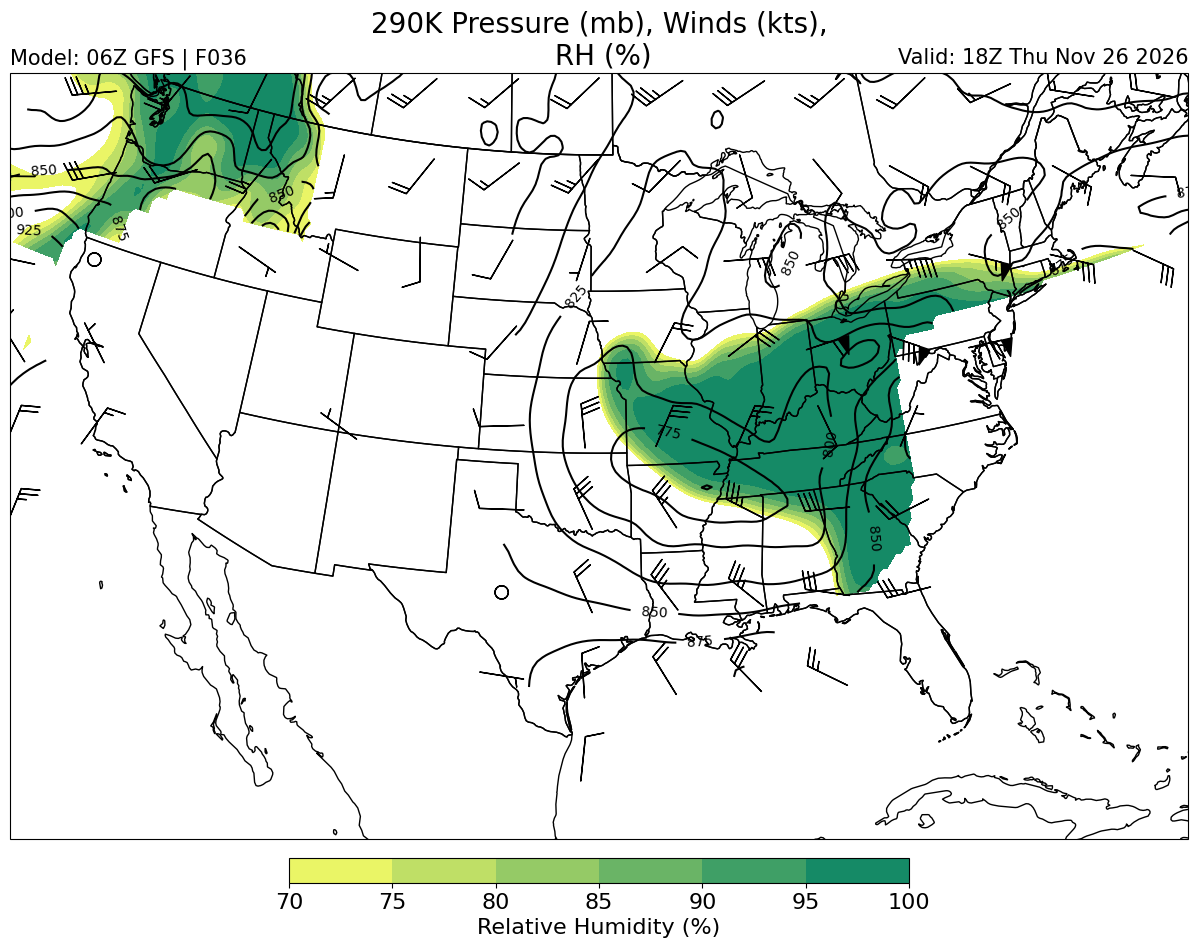 290K Pressure (mb), Winds (kts),
RH (%)
Model: 06Z GFS | F036
Valid: 18Z Thu Nov 26 2026
850
850
875
925
850
850
825
875
775
800
850
850
875
70 75 80 85 90 95 100
Relative Humidity (%)